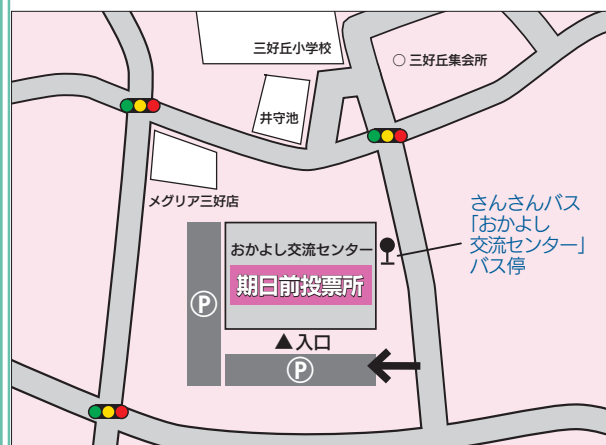 三好丘小学校
○ 三好丘集会所
井守池
メグリア三好店
さんさんバス
「おかよし
交流センター」
バス停
おかよし交流センター
期日前投票所
P
▲入口
P